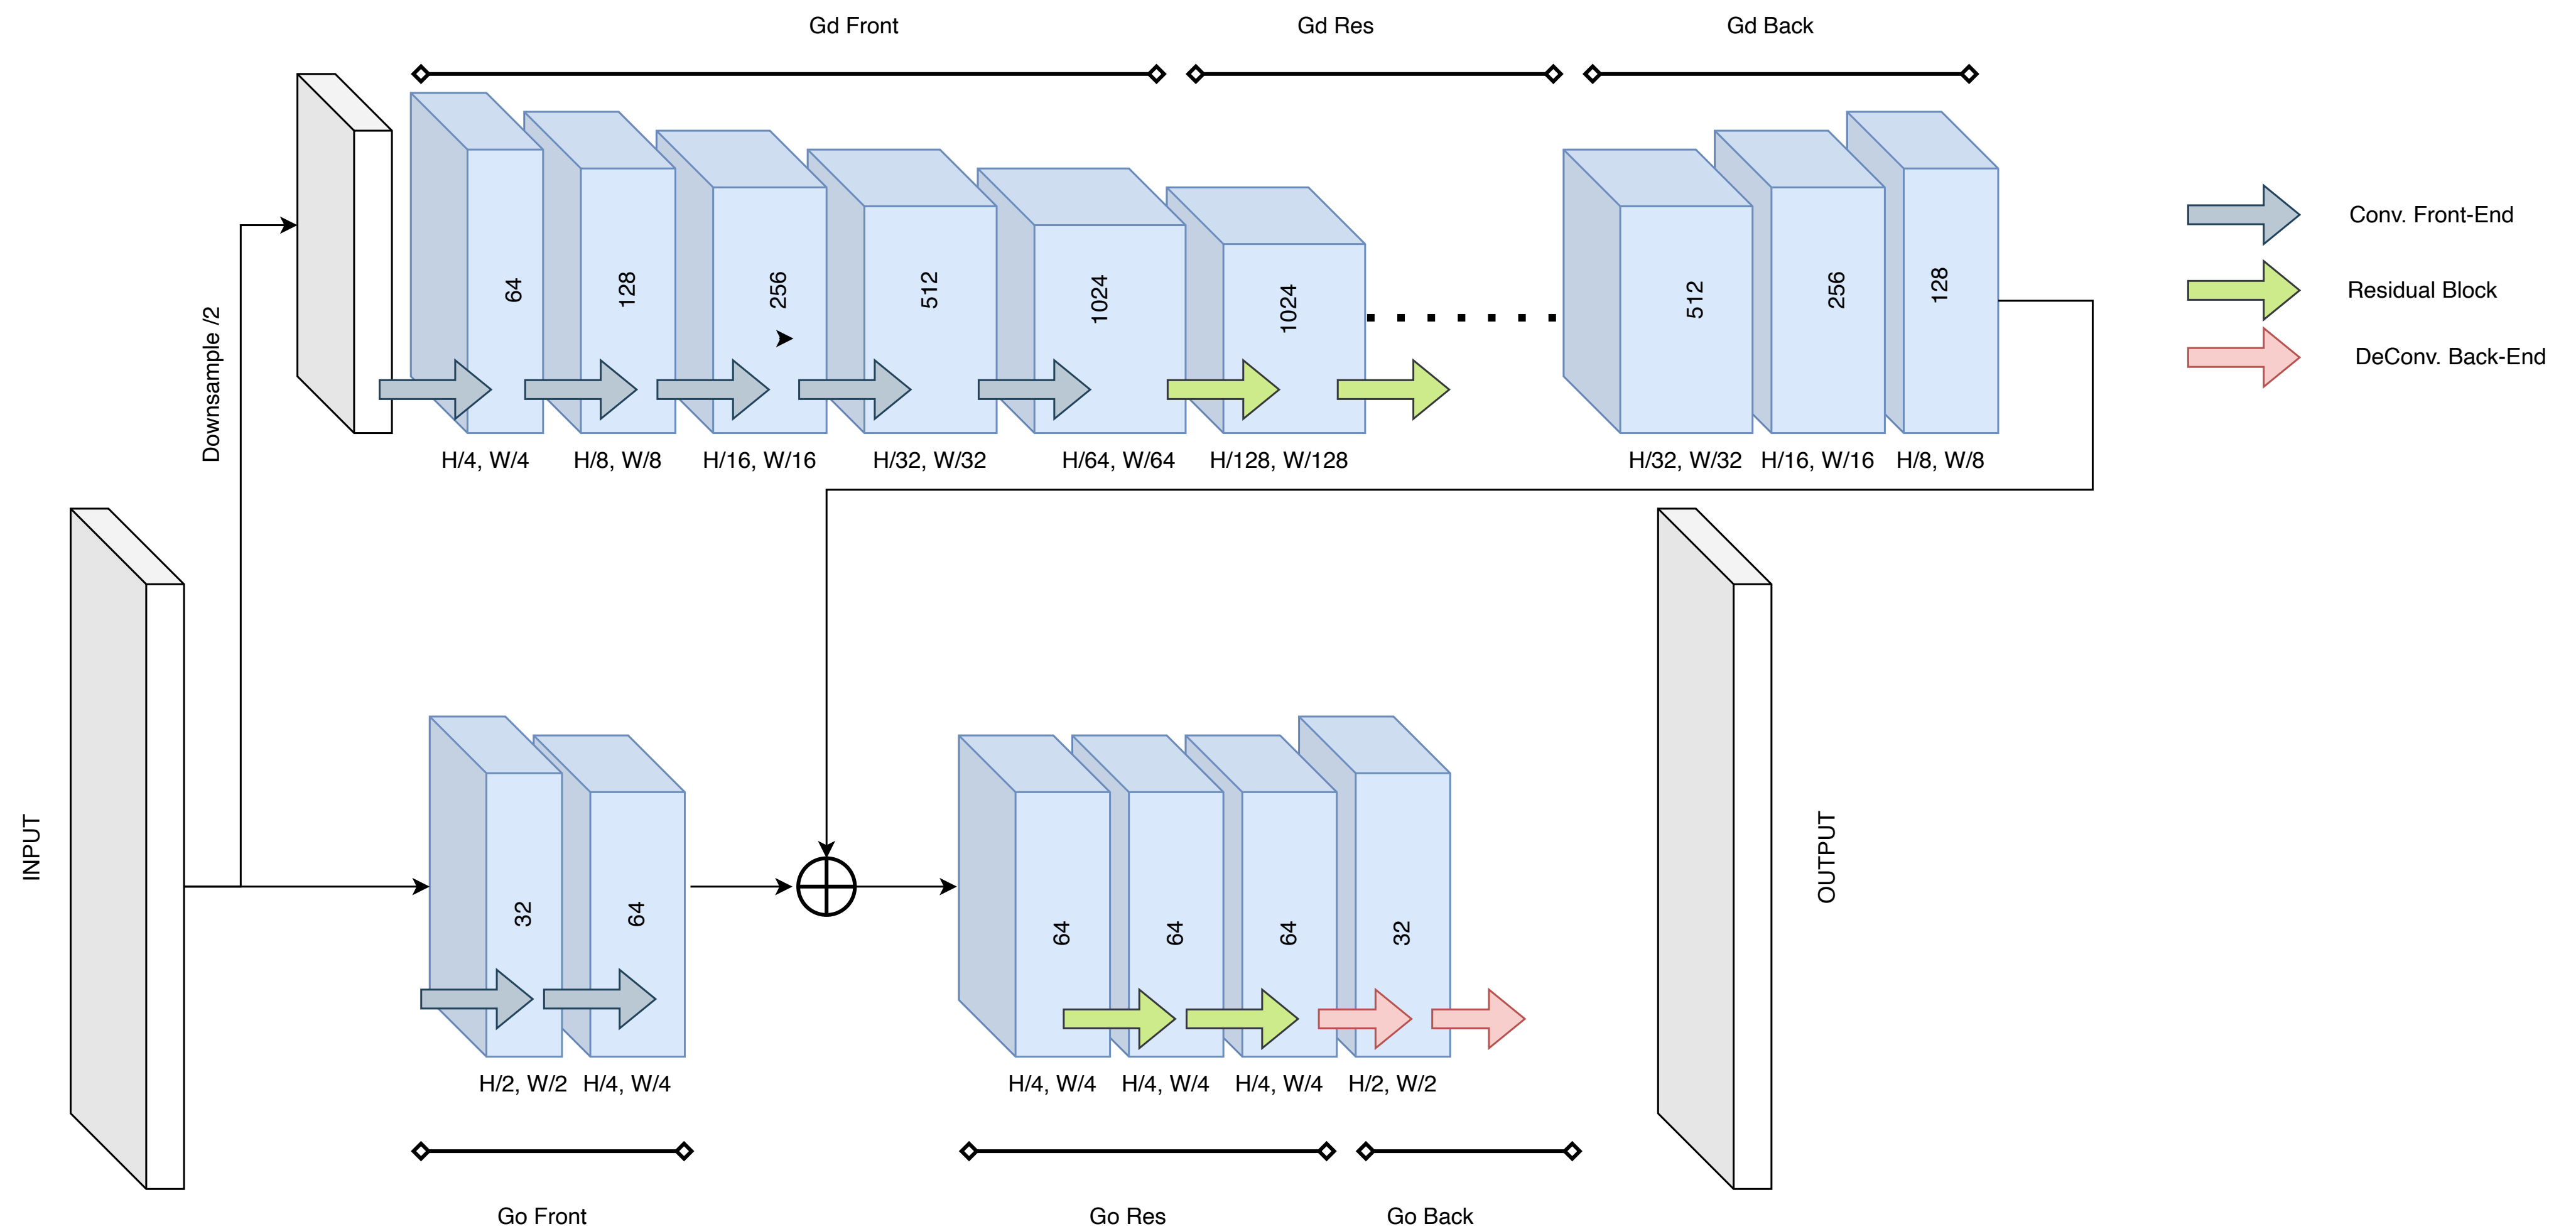 Gd Front
Gd Res
Gd Back
64
128
256
512
1024
1024
512
256
128
H/4, W/4
H/8, W/8
H/16, W/16
H/32, W/32
H/64, W/64
H/128, W/128
H/32, W/32
H/16, W/16
H/8, W/8
Conv. Front-End
Residual Block
DeConv. Back-End
Downsample /2
INPUT
32
64
64
64
64
32
OUTPUT
H/2, W/2
H/4, W/4
H/4, W/4
H/4, W/4
H/4, W/4
H/2, W/2
Go Front
Go Res
Go Back